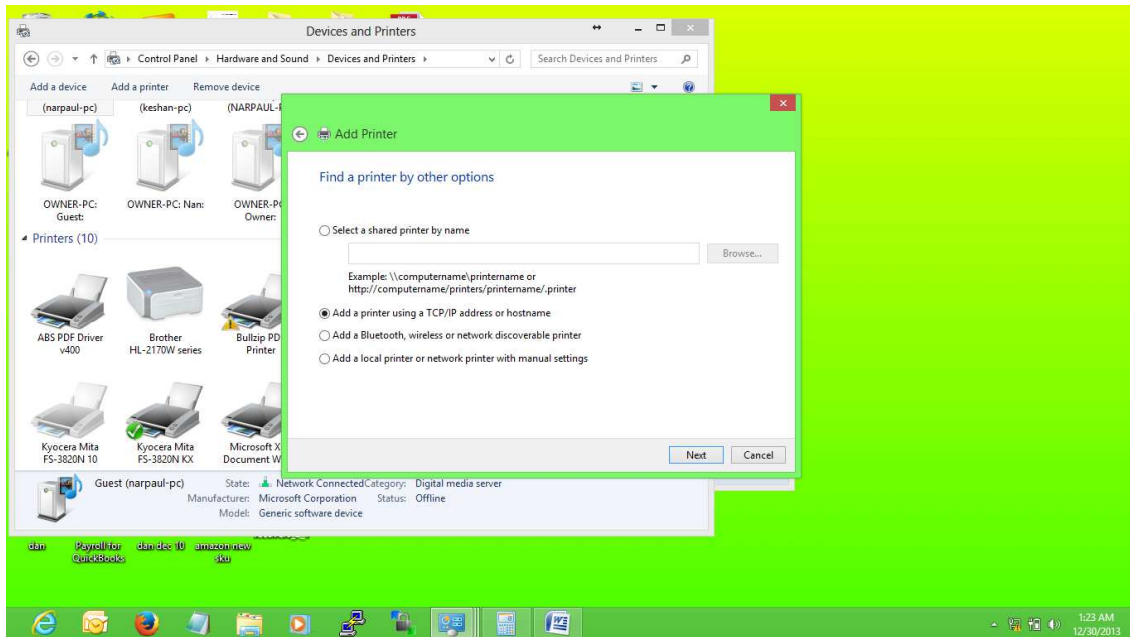 Devices and Printers
Control Panel Hardware and Sound Devices and Printers
Search Devices and Printers
Add a device Add a printer Remove device
(narpaul-pc) (keshan-pc) (NARPAUL-
OWNER-PC: Guest:
OWNER-PC: Nan:
OWNER-P
Owner:
Printers (10)
ABS PDF Driver
v400
Brother
HL-2170W series
Bullzip PD
Printer
Kyocera Mita
FS-3820N 10
Kyocera Mita
FS-3820N KX
Microsoft X
Document W
Add Printer
Find a printer by other options
Select a shared printer by name
Browse...
Example: \\computername\printername or
http://computername/printers/printername/.printer
Add a printer using a TCP/IP address or hostname
Add a Bluetooth, wireless or network discoverable printer
Add a local printer or network printer with manual settings
Next Cancel
Guest (narpaul-pc) State: Network Connected Category: Digital media server
Manufacturer: Microsoft Corporation Status: Offline
Model: Generic software device
dan
Payroll for
QuickBooks
dan dec 10
amazon new
sku
1:23 AM
12/30/2013